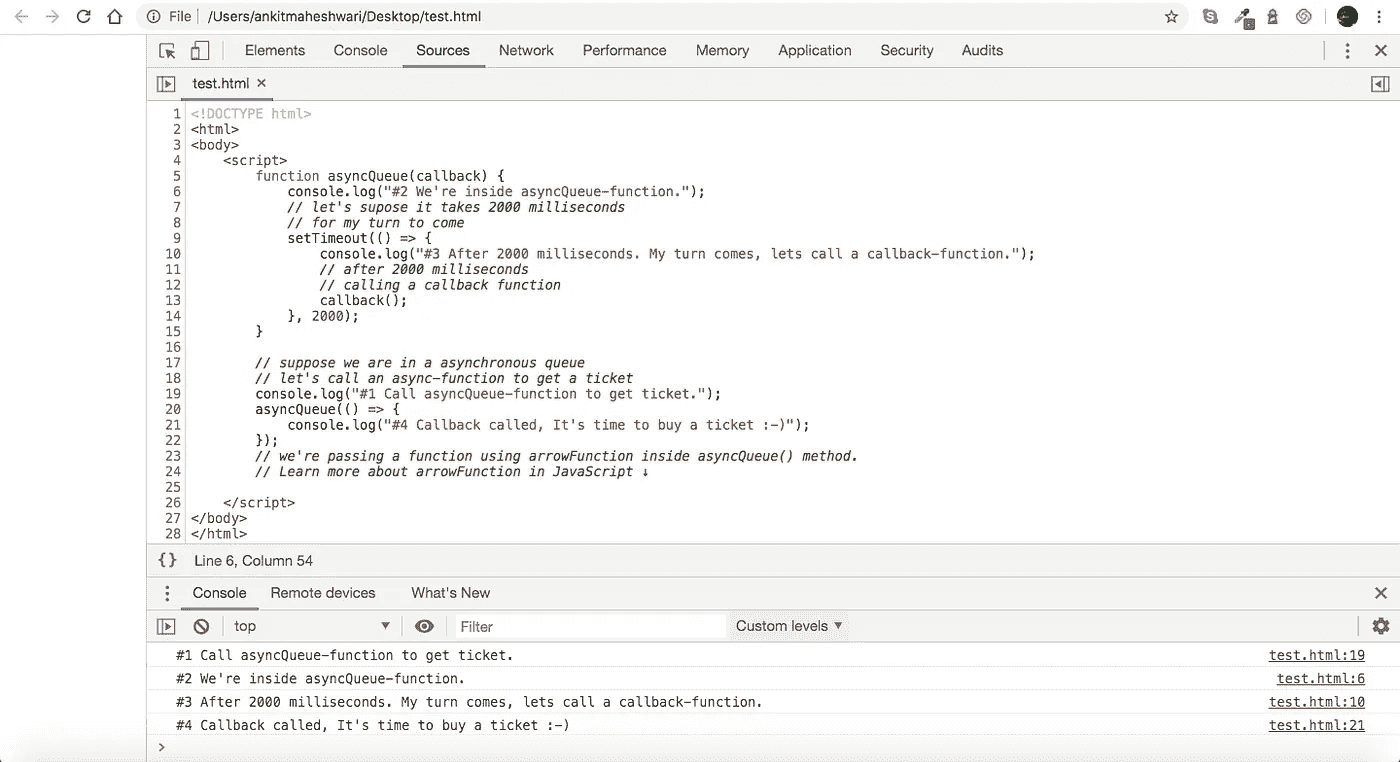 File /Users/ankitmaheshwari/Desktop/test.html
Elements Console Sources Network Performance Memory Application Security Audits
test.html ×
1 <!DOCTYPE html>
2 <html>
3 <body>
4 <script>
5 function asyncQueue(callback) {
6 console.log("#2 We're inside asyncQueue-function.");
7 // let's supose it takes 2000 milliseconds
8 // for my turn to come
9 setTimeout(() => {
10 console.log("#3 After 2000 milliseconds. My turn comes, lets call a callback-function.");
11 // after 2000 milliseconds
12 // calling a callback function
13 callback();
14 }, 2000);
15 }
16
17 // suppose we are in a asynchronous queue
18 // let's call an async-function to get a ticket
19 console.log("#1 Call asyncQueue-function to get ticket.");
20 asyncQueue(() => {
21 console.log("#4 Callback called, It's time to buy a ticket :-)");
22 });
23 // we're passing a function using arrowFunction inside asyncQueue() method.
24 // Learn more about arrowFunction in JavaScript ↓
25
26 </script>
27 </body>
28 </html>
{} Line 6, Column 54
Console Remote devices What's New
top ▼ Filter Custom levels ▼
#1 Call asyncQueue-function to get ticket. test.html:19
#2 We're inside asyncQueue-function. test.html:6
#3 After 2000 milliseconds. My turn comes, lets call a callback-function. test.html:10
#4 Callback called, It's time to buy a ticket :-) test.html:21
>